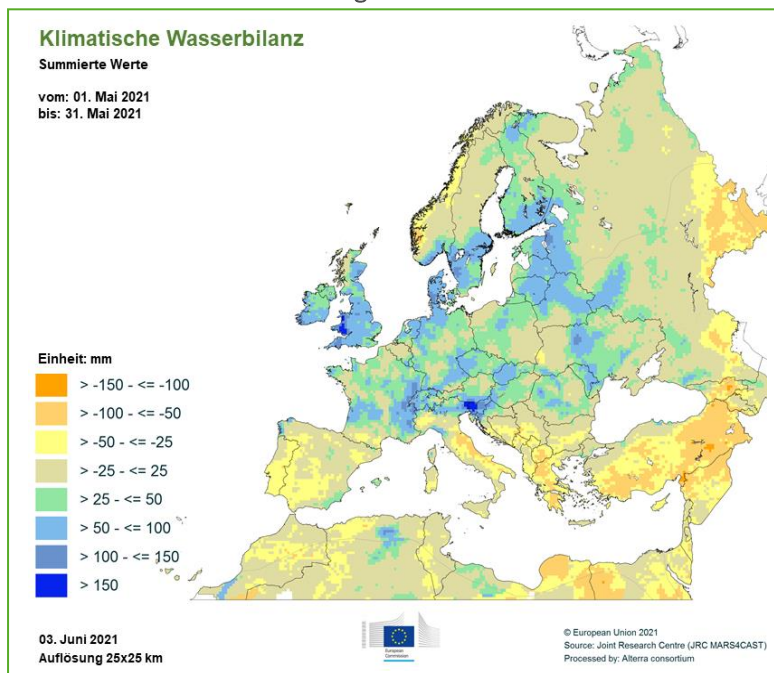 Klimatische Wasserbilanz
Summierte Werte
vom: 01. Mai 2021
bis: 31. Mai 2021
Einheit: mm
> -150 - <= -100
> -100 - <= -50
> -50 - <= -25
> -25 - <= 25
> 25 - <= 50
> 50 - <= 100
> 100 - <= 150
> 150
03. Juni 2021
Auflösung 25x25 km
European
Commission
© European Union 2021
Source: Joint Research Centre (JRC MARS4CAST)
Processed by: Alterra consortium